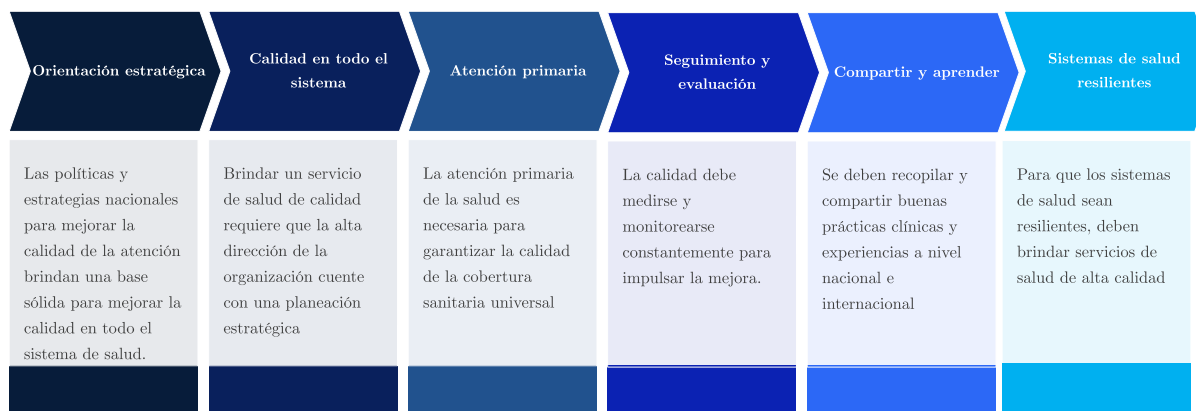 Orientación estratégica
Calidad en todo el
sistema
Atención primaria
Seguimiento y
evaluación
Compartir y aprender
Sistemas de salud
resilientes
Las políticas y
estrategias nacionales
para mejorar la
calidad de la atención
brindan una base
sólida para mejorar la
calidad en todo el
sistema de salud.
Brindar un servicio
de salud de calidad
requiere que la alta
dirección de la
organización cuente
con una planeación
estratégica
La atención primaria
de la salud es
necesaria para
garantizar la calidad
de la cobertura
sanitaria universal
La calidad debe
medirse y
monitorearse
constantemente para
impulsar la mejora.
Se deben recopilar y
compartir buenas
prácticas clínicas y
experiencias a nivel
nacional e
internacional
Para que los sistemas
de salud sean
resilientes, deben
brindar servicios de
salud de alta calidad